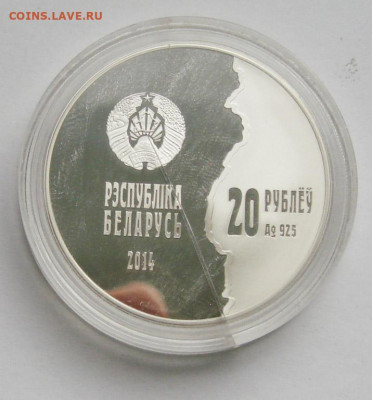 COINS.LAVE.RU
РЭСПУБЛІКА
БЕЛАРУСЬ
2014
20 РУБЛЁЎ
Ag 925